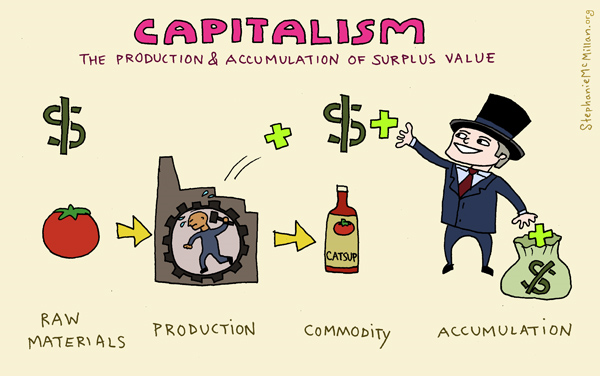 CAPITALISM
THE PRODUCTION & ACCUMULATION OF SURPLUS VALUE
StephanieMcMillan.org
$
$
CATSUP
$
RAW
MATERIALS
PRODUCTION
COMMODITY
ACCUMULATION